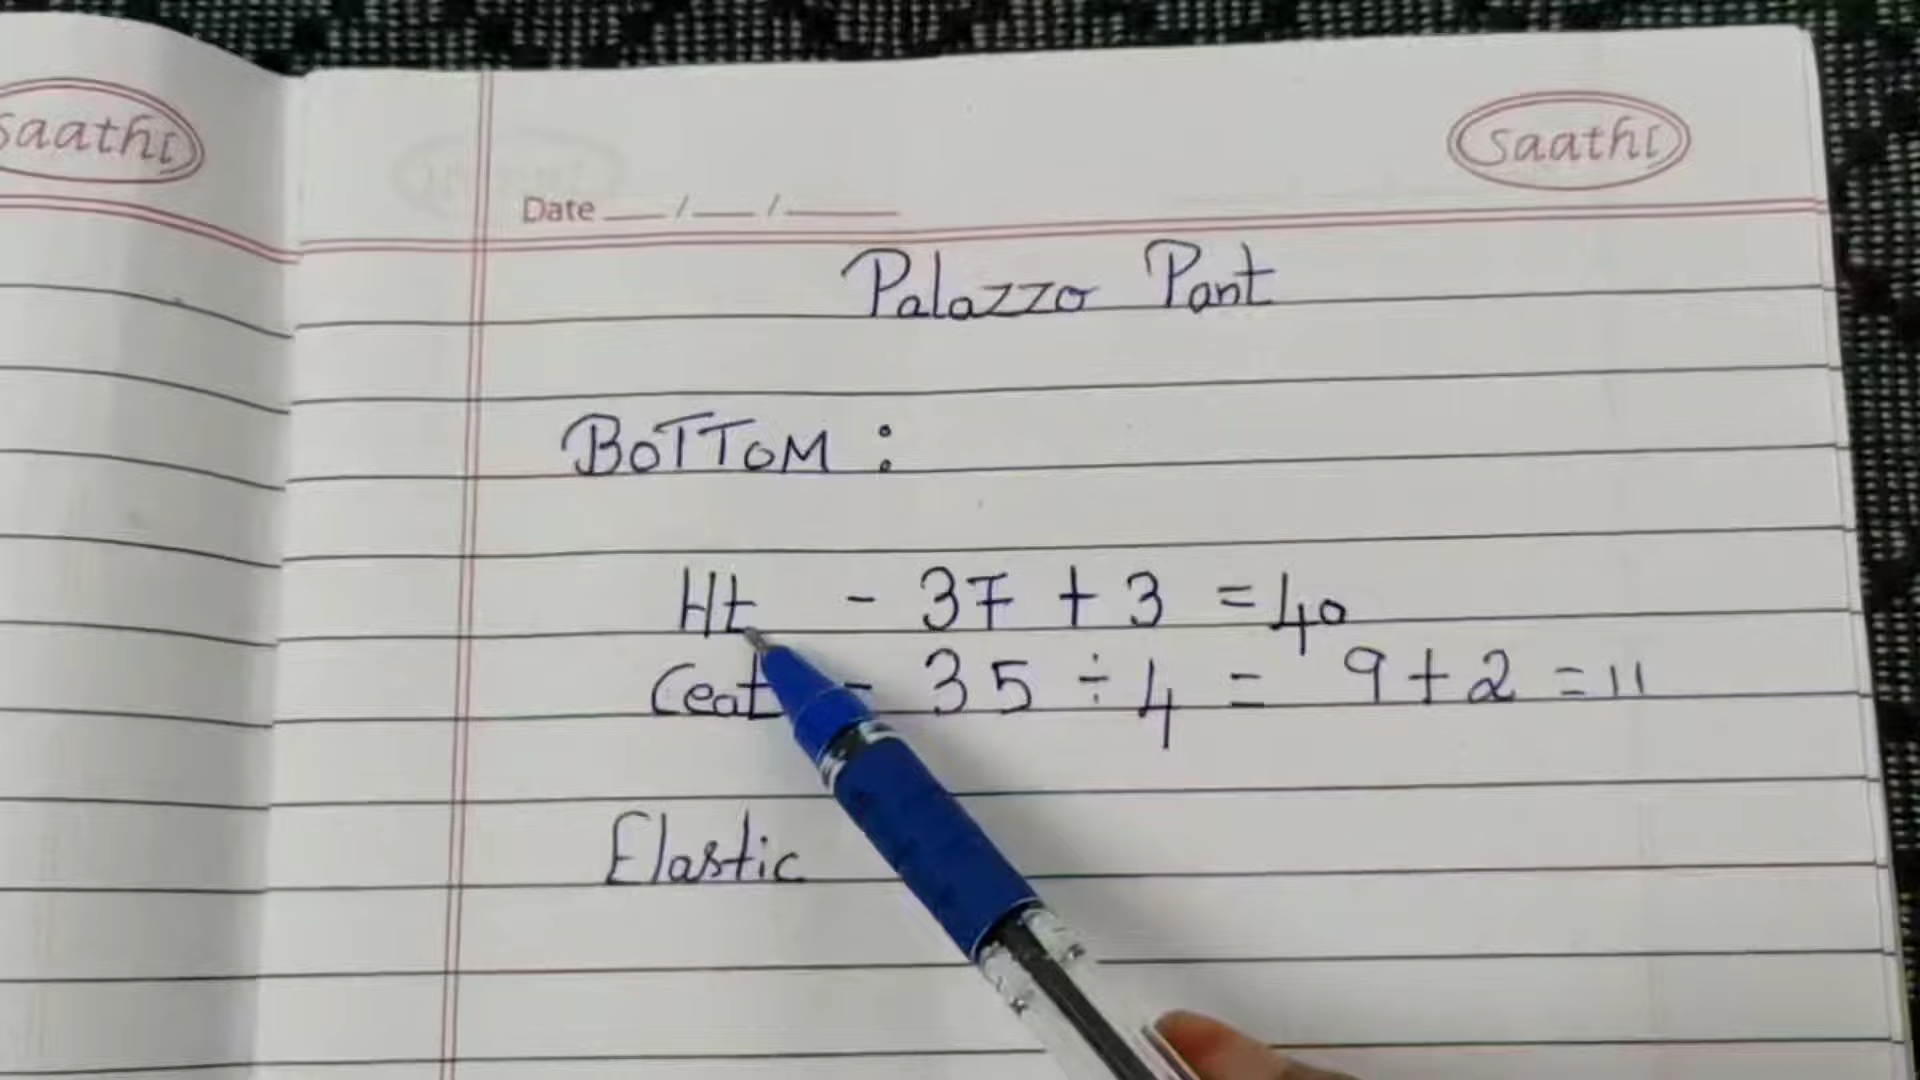 saathi
saathi
Date __/__/____
Palazzo Pant
BOTTOM :
Ht - 37 + 3 = 40
Ceat - 35 ÷ 4 = 9 + 2 = 11
Elastic